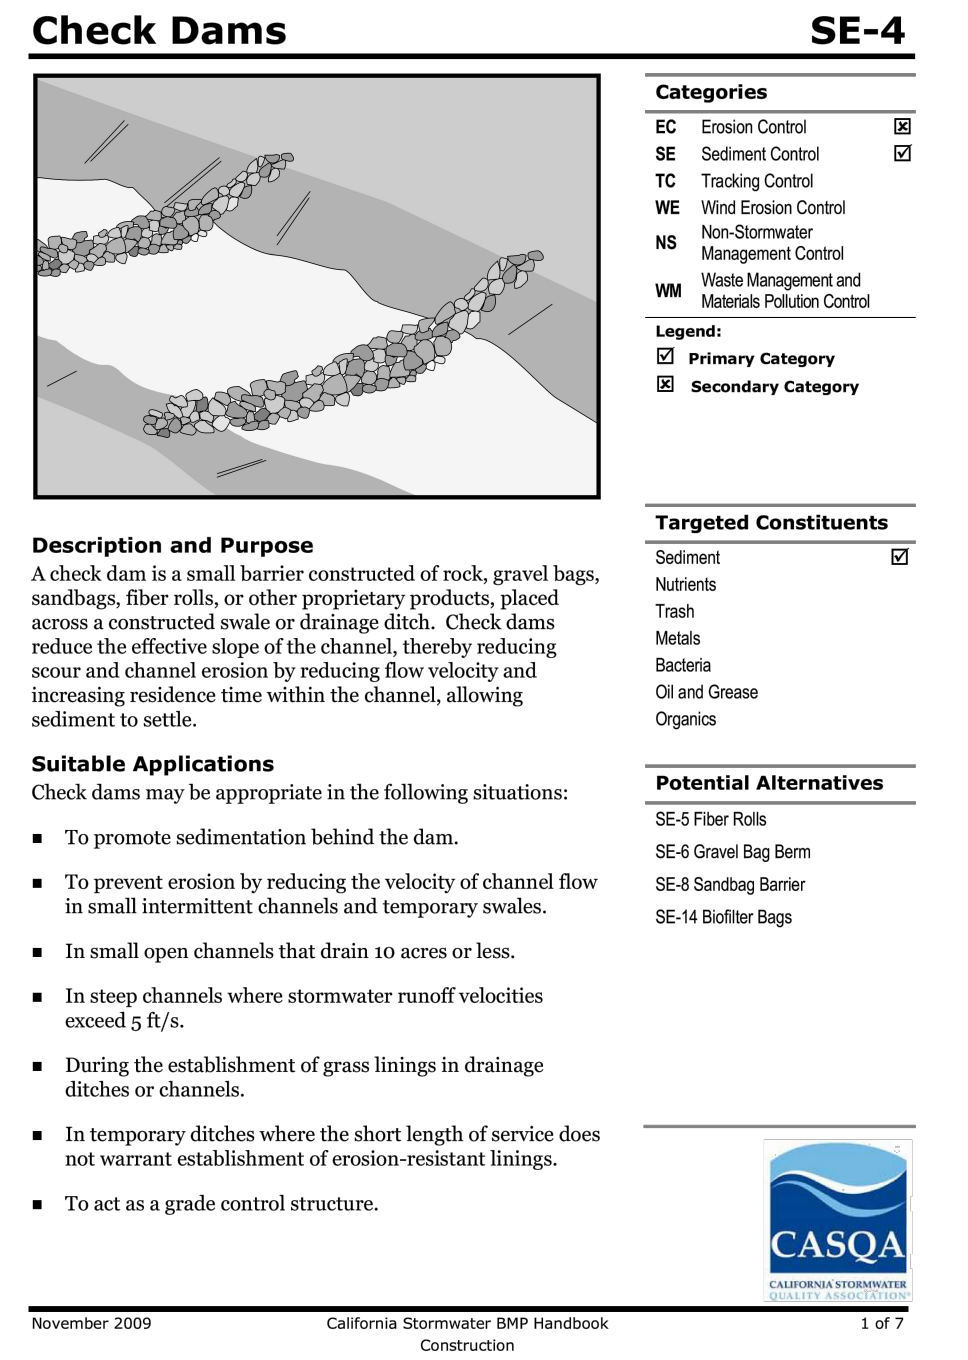 Check Dams SE-4
Categories
EC Erosion Control ☒
SE Sediment Control ☑
TC Tracking Control
WE Wind Erosion Control
NS Non-Stormwater
Management Control
WM Waste Management and
Materials Pollution Control
Legend:
☑ Primary Category
☒ Secondary Category
Description and Purpose
A check dam is a small barrier constructed of rock, gravel bags,
sandbags, fiber rolls, or other proprietary products, placed
across a constructed swale or drainage ditch. Check dams
reduce the effective slope of the channel, thereby reducing
scour and channel erosion by reducing flow velocity and
increasing residence time within the channel, allowing
sediment to settle.
Suitable Applications
Check dams may be appropriate in the following situations:
■ To promote sedimentation behind the dam.
■ To prevent erosion by reducing the velocity of channel flow
in small intermittent channels and temporary swales.
■ In small open channels that drain 10 acres or less.
■ In steep channels where stormwater runoff velocities
exceed 5 ft/s.
■ During the establishment of grass linings in drainage
ditches or channels.
■ In temporary ditches where the short length of service does
not warrant establishment of erosion-resistant linings.
■ To act as a grade control structure.
Targeted Constituents
Sediment ☑
Nutrients
Trash
Metals
Bacteria
Oil and Grease
Organics
Potential Alternatives
SE-5 Fiber Rolls
SE-6 Gravel Bag Berm
SE-8 Sandbag Barrier
SE-14 Biofilter Bags
CASQA
CALIFORNIA STORMWATER
QUALITY ASSOCIATION®
November 2009 California Stormwater BMP Handbook 1 of 7
Construction